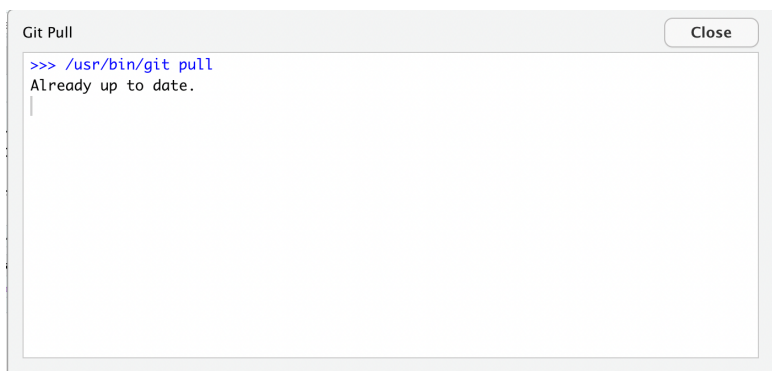 Git Pull
Close
>>> /usr/bin/git pull
Already up to date.